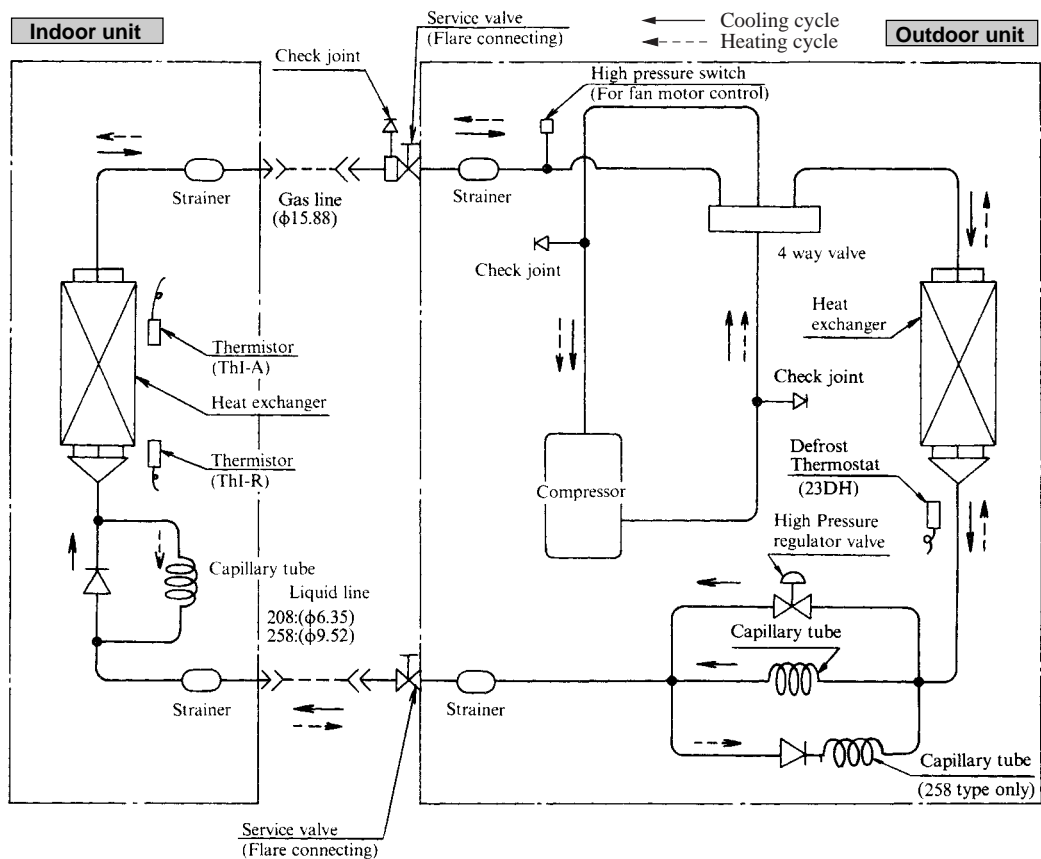 Indoor unit
Service valve
(Flare connecting)
Cooling cycle
Heating cycle
Outdoor unit
Check joint
High pressure switch
(For fan motor control)
Strainer
Gas line
(ϕ15.88)
Strainer
4 way valve
Check joint
Heat
exchanger
Thermistor
(ThI-A)
Heat exchanger
Check joint
Thermistor
(ThI-R)
Compressor
Defrost
Thermostat
(23DH)
High Pressure
regulator valve
Capillary tube
Liquid line
208:(ϕ6.35)
258:(ϕ9.52)
Capillary tube
Strainer
Strainer
Capillary tube
(258 type only)
Service valve
(Flare connecting)